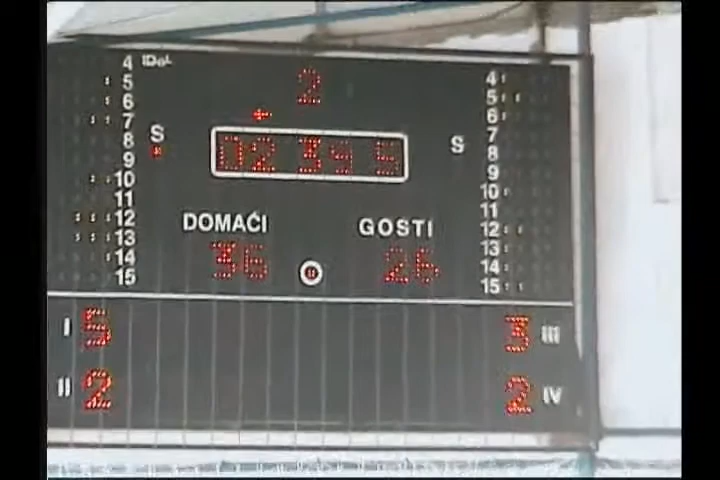 2
4 IDoL 4
5 5
6 6
7 7
8 S 02 39 5 S 8
9 9
10 10
11 11
12 12
13 DOMAĆI GOSTI 13
14 36 26 14
15 15
I 5 3 III
II 2 2 IV